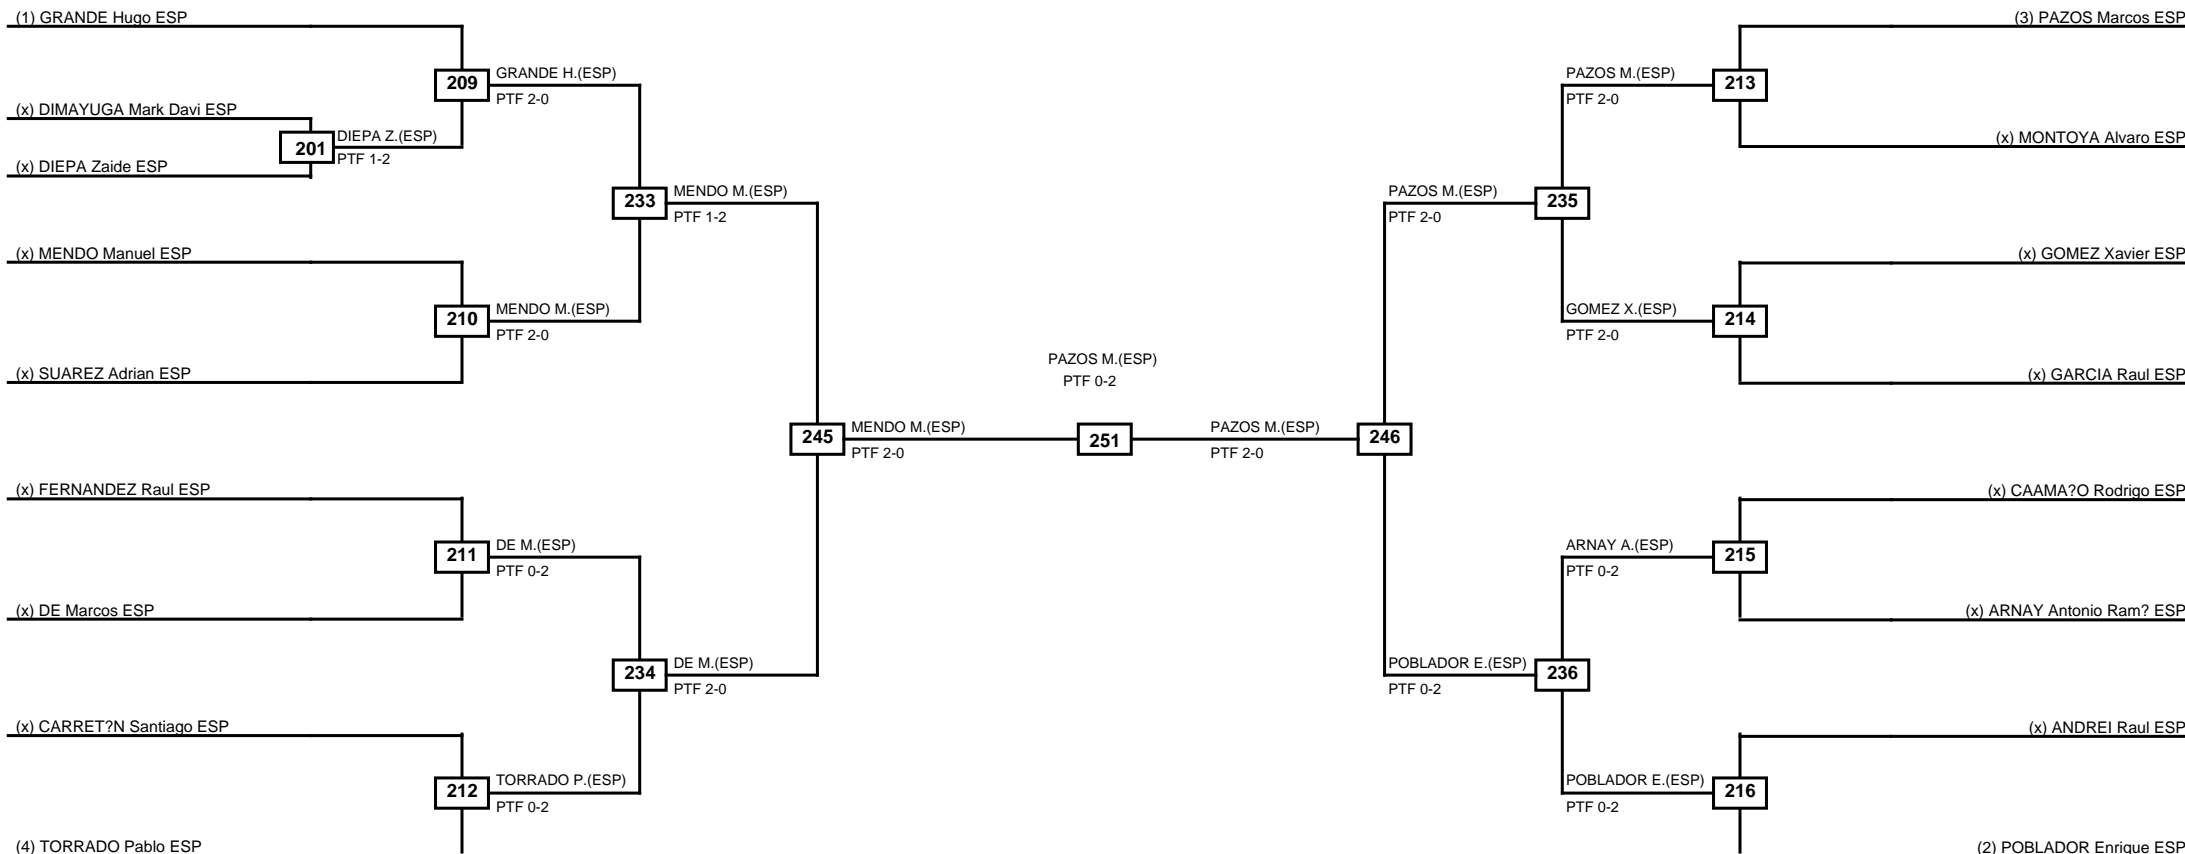 (1) GRANDE Hugo ESP
(3) PAZOS Marcos ESP
209
GRANDE H.(ESP)
PTF 2-0
PAZOS M.(ESP)
PTF 2-0
213
(x) DIMAYUGA Mark Davi ESP
201
DIEPA Z.(ESP)
PTF 1-2
(x) MONTOYA Alvaro ESP
(x) DIEPA Zaide ESP
233
MENDO M.(ESP)
PTF 1-2
PAZOS M.(ESP)
PTF 2-0
235
(x) MENDO Manuel ESP
(x) GOMEZ Xavier ESP
210
MENDO M.(ESP)
PTF 2-0
GOMEZ X.(ESP)
PTF 2-0
214
(x) SUAREZ Adrian ESP
PAZOS M.(ESP)
PTF 0-2
(x) GARCIA Raul ESP
245
MENDO M.(ESP)
PTF 2-0
251
PAZOS M.(ESP)
PTF 2-0
246
(x) FERNANDEZ Raul ESP
(x) CAAMA?O Rodrigo ESP
211
DE M.(ESP)
PTF 0-2
ARNAY A.(ESP)
PTF 0-2
215
(x) DE Marcos ESP
(x) ARNAY Antonio Ram? ESP
234
DE M.(ESP)
PTF 2-0
POBLADOR E.(ESP)
PTF 0-2
236
(x) CARRET?N Santiago ESP
(x) ANDREI Raul ESP
212
TORRADO P.(ESP)
PTF 0-2
POBLADOR E.(ESP)
PTF 0-2
216
(4) TORRADO Pablo ESP
(2) POBLADOR Enrique ESP